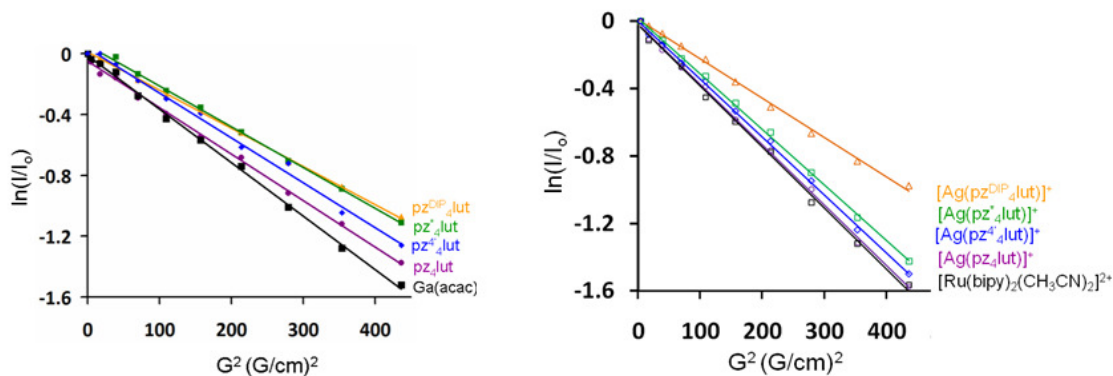 0
-0.4
-0.8
-1.2
-1.6
ln(I/Iₒ)
0 100 200 300 400
G² (G/cm)²
pzᴰᴵᴾ₄lut
pz*₄lut
pz⁴'₄lut
pz₄lut
Ga(acac)
0.0
-0.4
-0.8
-1.2
-1.6
ln(I/Iₒ)
0 100 200 300 400
G² (G/cm)²
[Ag(pzᴰᴵᴾ₄lut)]⁺
[Ag(pz*₄lut)]⁺
[Ag(pz⁴'₄lut)]⁺
[Ag(pz₄lut)]⁺
[Ru(bipy)₂(CH₃CN)₂]²⁺